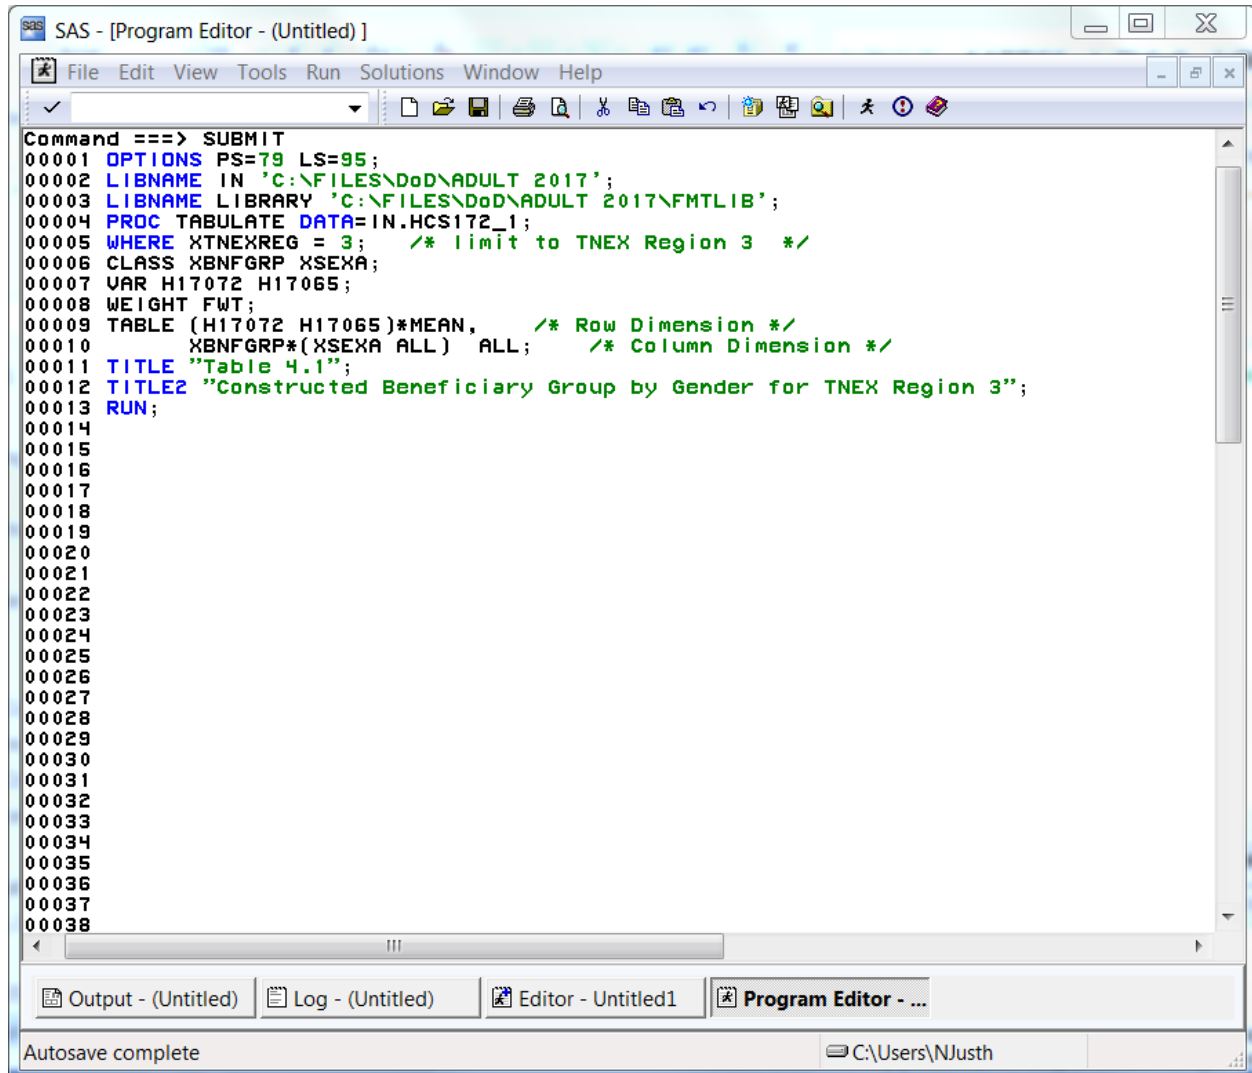 SAS - [Program Editor - (Untitled) ]
File Edit View Tools Run Solutions Window Help
Command ===> SUBMIT
00001 OPTIONS PS=79 LS=95;
00002 LIBNAME IN 'C:\FILES\DoD\ADULT 2017';
00003 LIBNAME LIBRARY 'C:\FILES\DoD\ADULT 2017\FMTLIB';
00004 PROC TABULATE DATA=IN.HCS172_1;
00005 WHERE XTNEXREG = 3;   /* limit to TNEX Region 3  */
00006 CLASS XBNFGRP XSEXA;
00007 VAR H17072 H17065;
00008 WEIGHT FWT;
00009 TABLE (H17072 H17065)*MEAN,     /* Row Dimension */
00010       XBNFGRP*(XSEXA ALL)  ALL;     /* Column Dimension */
00011 TITLE "Table 4.1";
00012 TITLE2 "Constructed Beneficiary Group by Gender for TNEX Region 3";
00013 RUN;
00014
00015
00016
00017
00018
00019
00020
00021
00022
00023
00024
00025
00026
00027
00028
00029
00030
00031
00032
00033
00034
00035
00036
00037
00038
Output - (Untitled) Log - (Untitled) Editor - Untitled1 Program Editor - ...
Autosave complete C:\Users\NJusth